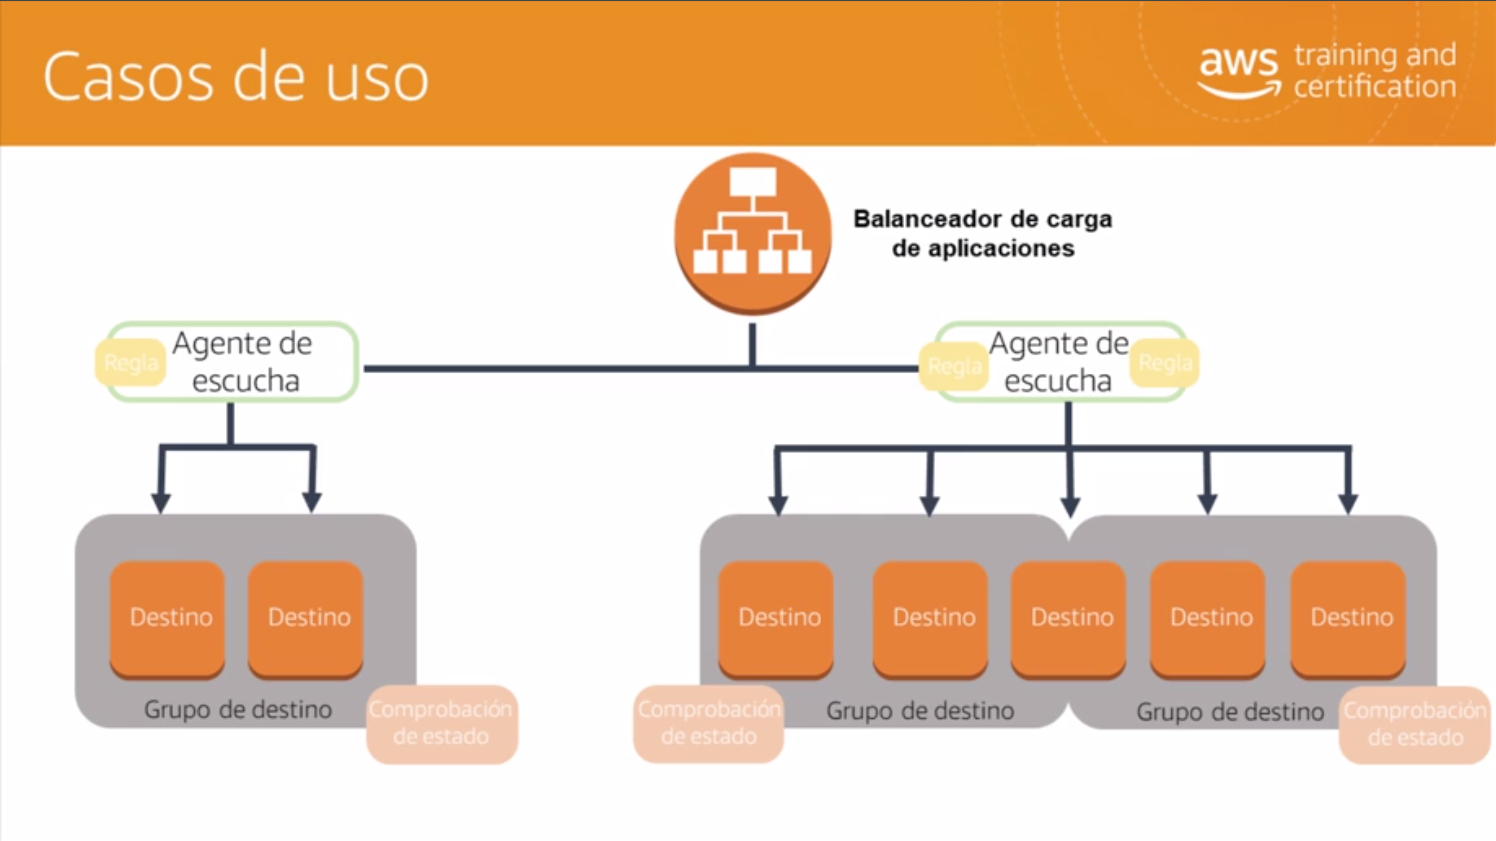 Casos de uso
aws training and
certification
Balanceador de carga
de aplicaciones
Regla
Agente de
escucha
Regla
Agente de
escucha
Regla
Destino
Destino
Grupo de destino
Comprobación
de estado
Destino
Destino
Destino
Destino
Destino
Comprobación
de estado
Grupo de destino
Grupo de destino
Comprobación
de estado